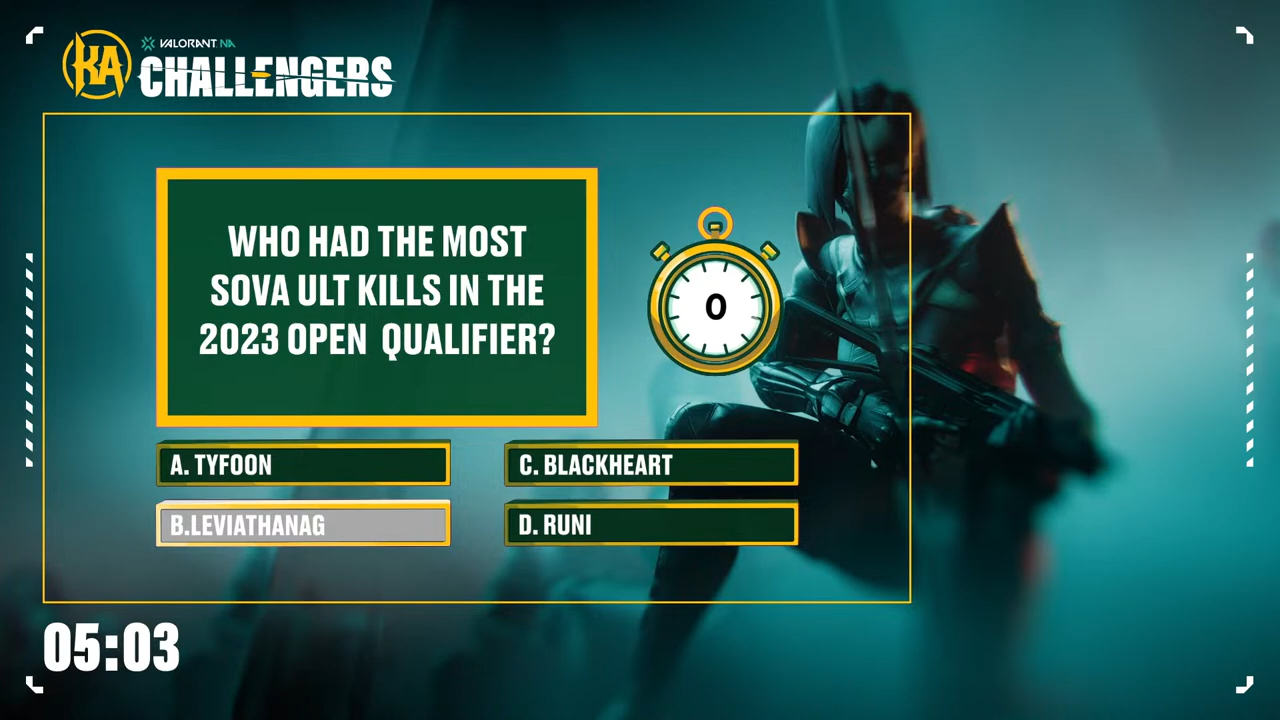 KA
VALORANT NA
CHALLENGERS
WHO HAD THE MOST
SOVA ULT KILLS IN THE
2023 OPEN QUALIFIER?
0
A. TYFOON
C. BLACKHEART
B.LEVIATHANAG
D. RUNI
05:03